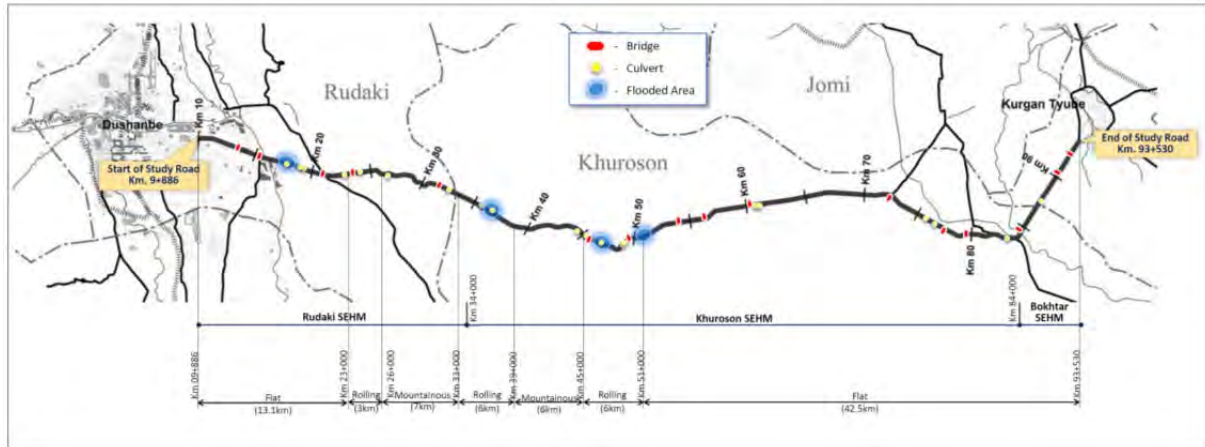 - Bridge
- Culvert
- Flooded Area
Rudaki
Jomi
Khuroson
Dushanbe
Kurgan Tyube
Start of Study Road
Km. 9+886
End of Study Road
Km. 93+530
Km 10
Km 20
Km 30
Km 40
Km 50
Km 60
Km 70
Km 80
Km 90
Rudaki SEHM
Km 34+000
Khuroson SEHM
Km 84+000
Bokhtar
SEHM
Km 09+886
Km 23+000
Km 26+000
Km 33+000
Km 39+000
Km 45+000
Km 51+000
Km 93+530
Flat
(13.1km)
Rolling
(3km)
Mountainous
(7km)
Rolling
(6km)
Mountainous
(6km)
Rolling
(6km)
Flat
(42.5km)